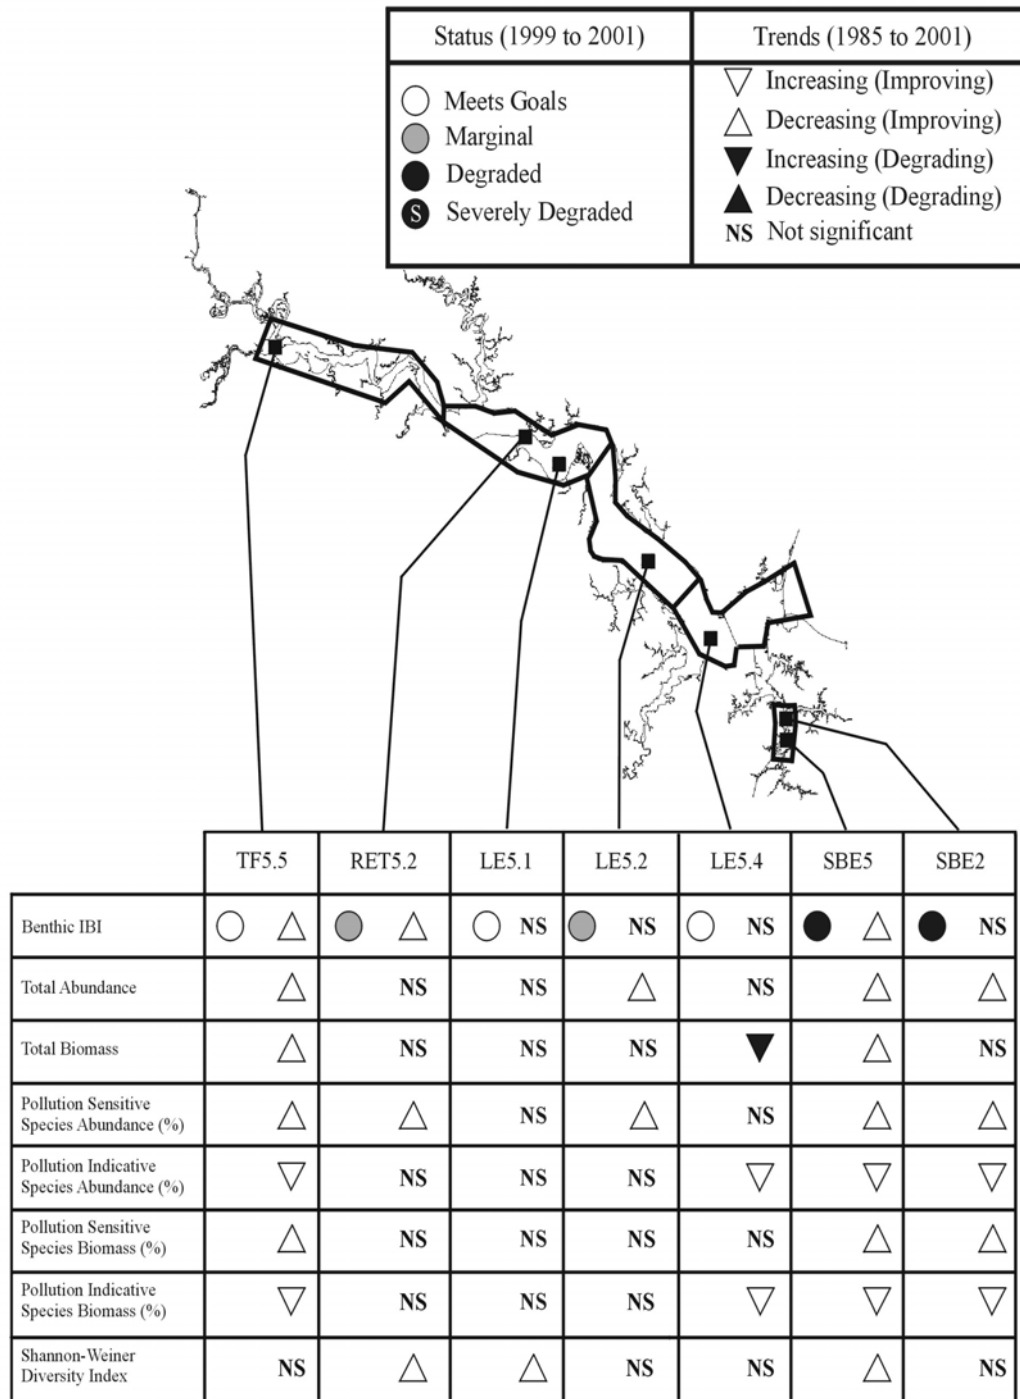 Status (1999 to 2001)
Trends (1985 to 2001)
Meets Goals
Marginal
Degraded
S Severely Degraded
Increasing (Improving)
Decreasing (Improving)
Increasing (Degrading)
Decreasing (Degrading)
NS Not significant
TF5.5 RET5.2 LE5.1 LE5.2 LE5.4 SBE5 SBE2
Benthic IBI NS NS NS NS
Total Abundance NS NS NS
Total Biomass NS NS NS NS
Pollution Sensitive
Species Abundance (%) NS NS
Pollution Indicative
Species Abundance (%) NS NS NS
Pollution Sensitive
Species Biomass (%) NS NS NS NS
Pollution Indicative
Species Biomass (%) NS NS NS
Shannon-Weiner
Diversity Index NS NS NS NS